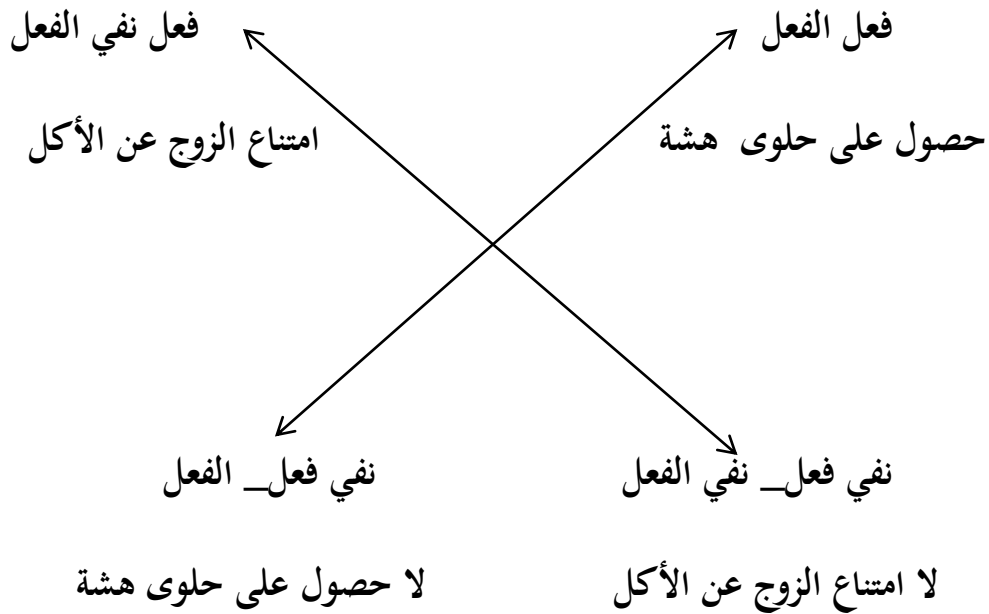 فعل الفعل
فعل نفي الفعل
حصول على حلوى هشة
امتناع الزوج عن الأكل
نفي فعل_ نفي الفعل
نفي فعل_ الفعل
لا امتناع الزوج عن الأكل
لا حصول على حلوى هشة